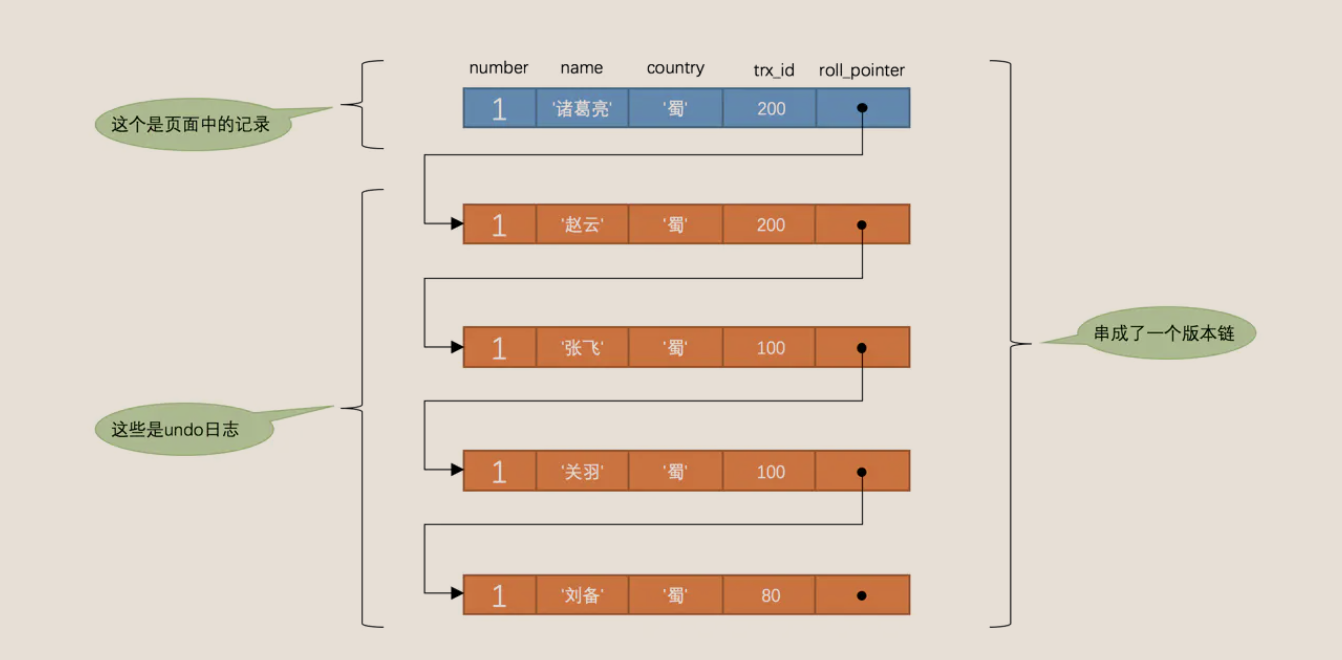 number name country trx_id roll_pointer
1 '诸葛亮' '蜀' 200
这个是页面中的记录
1 '赵云' '蜀' 200
1 '张飞' '蜀' 100
串成了一个版本链
这些是undo日志
1 '关羽' '蜀' 100
1 '刘备' '蜀' 80